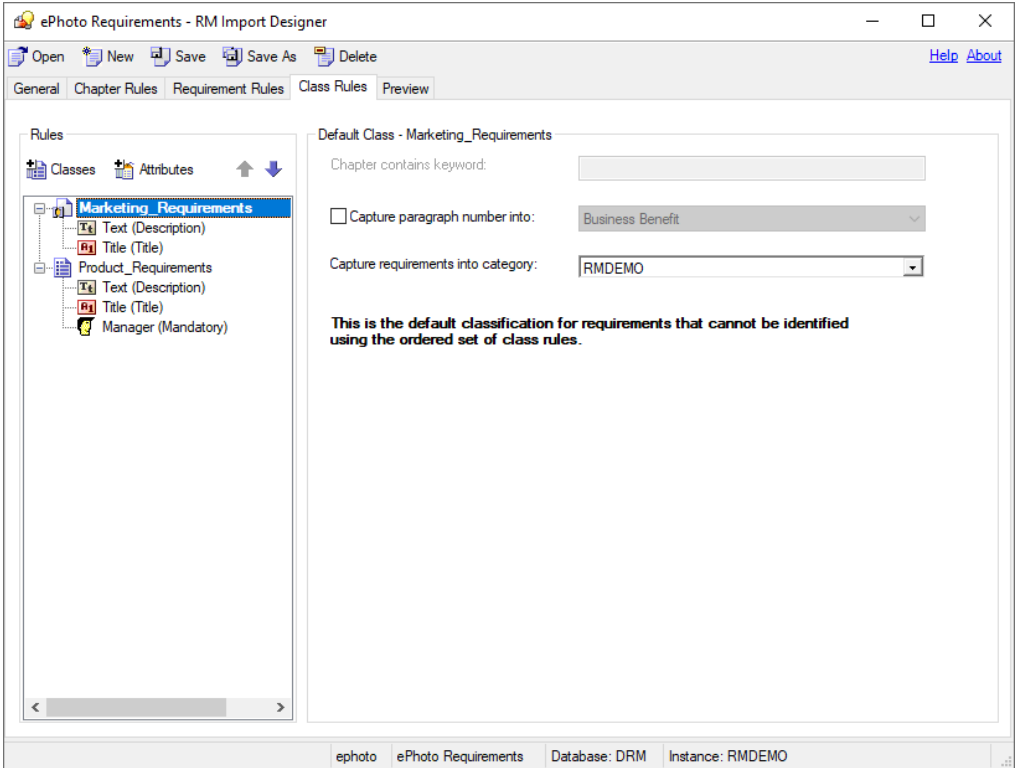 ePhoto Requirements - RM Import Designer
Open New Save Save As Delete Help About
General Chapter Rules Requirement Rules Class Rules Preview
Rules
Classes Attributes
Marketing_Requirements
Text (Description)
Title (Title)
Product_Requirements
Text (Description)
Title (Title)
Manager (Mandatory)
Default Class - Marketing_Requirements
Chapter contains keyword:
Capture paragraph number into: Business Benefit
Capture requirements into category: RMDEMO
This is the default classification for requirements that cannot be identified
using the ordered set of class rules.
ephoto ePhoto Requirements Database: DRM Instance: RMDEMO